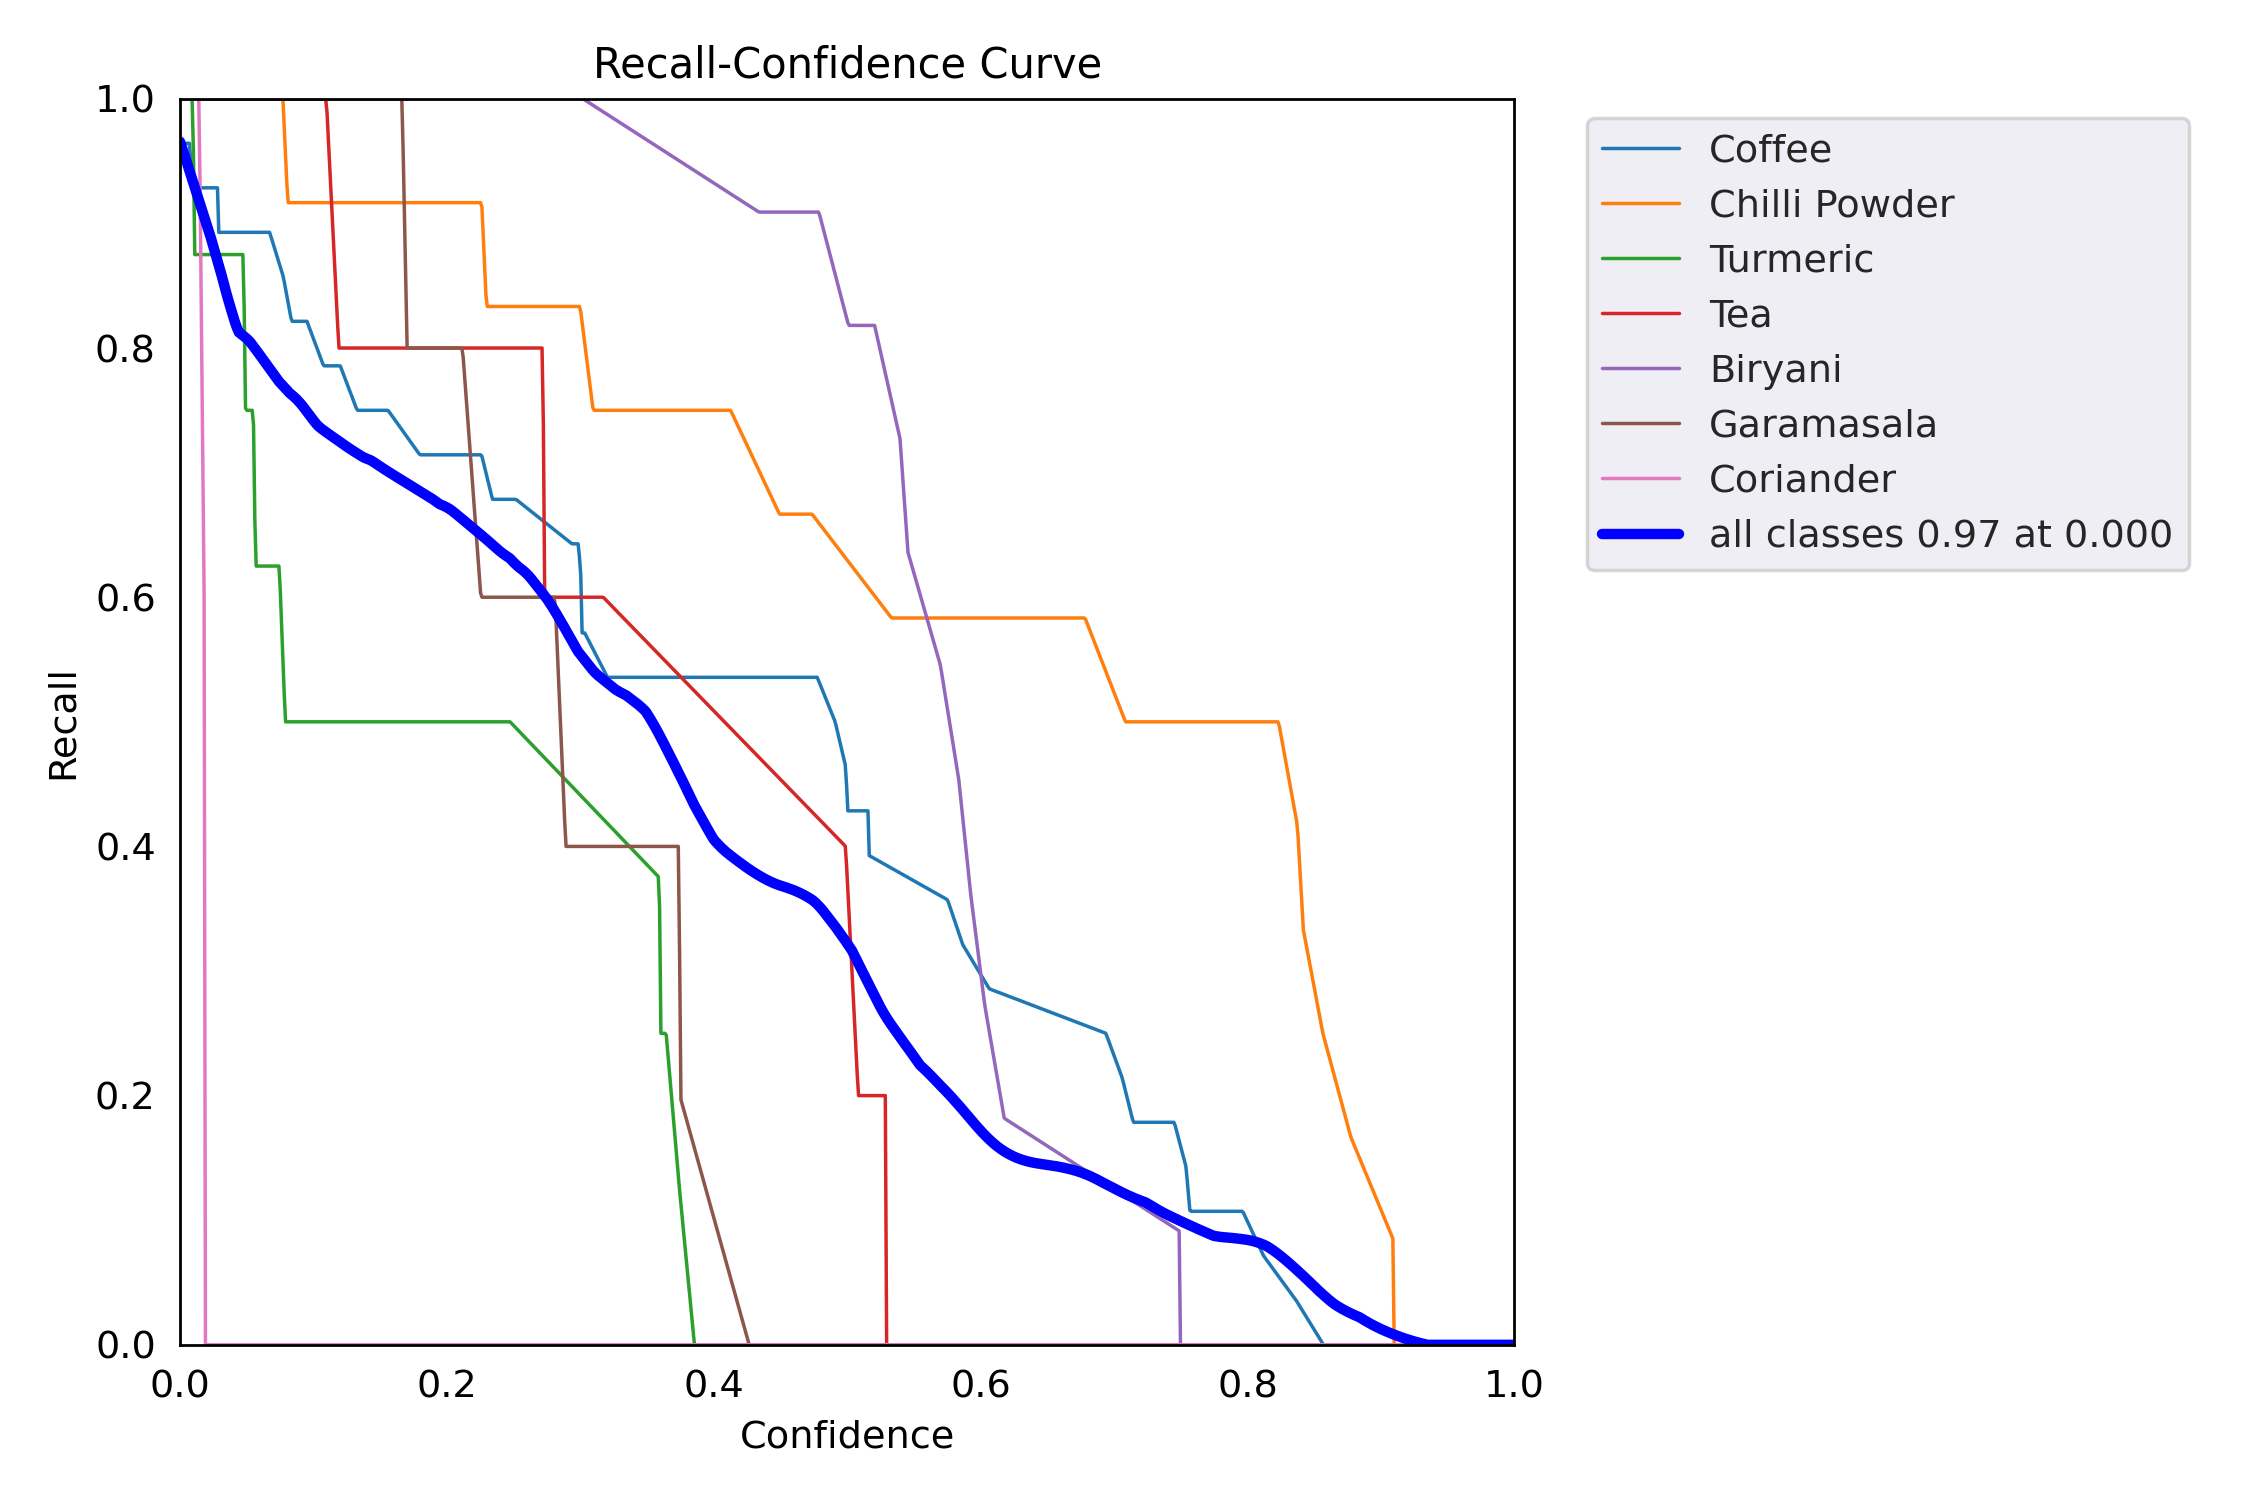 Recall-Confidence Curve
1.0
0.8
0.6
0.4
0.2
0.0
Recall
0.0 0.2 0.4 0.6 0.8 1.0
Confidence
Coffee
Chilli Powder
Turmeric
Tea
Biryani
Garamasala
Coriander
all classes 0.97 at 0.000